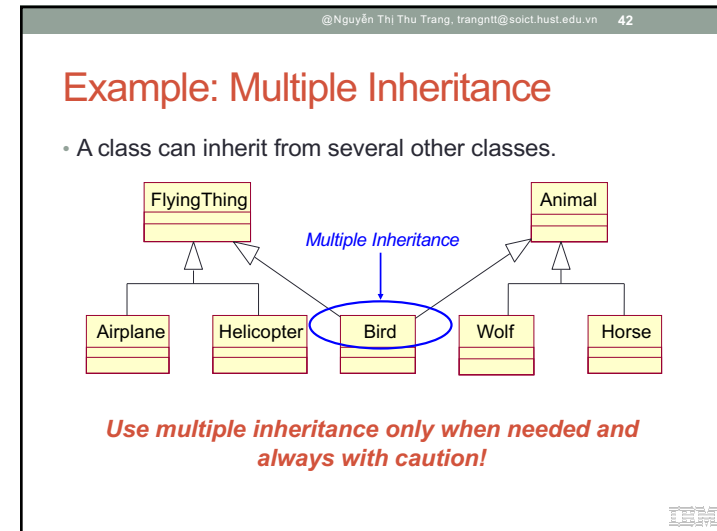 @Nguyễn Thị Thu Trang, trangntt@soict.hust.edu.vn 42
Example: Multiple Inheritance
• A class can inherit from several other classes.
FlyingThing
Animal
Multiple Inheritance
Airplane
Helicopter
Bird
Wolf
Horse
Use multiple inheritance only when needed and
always with caution!
IBM